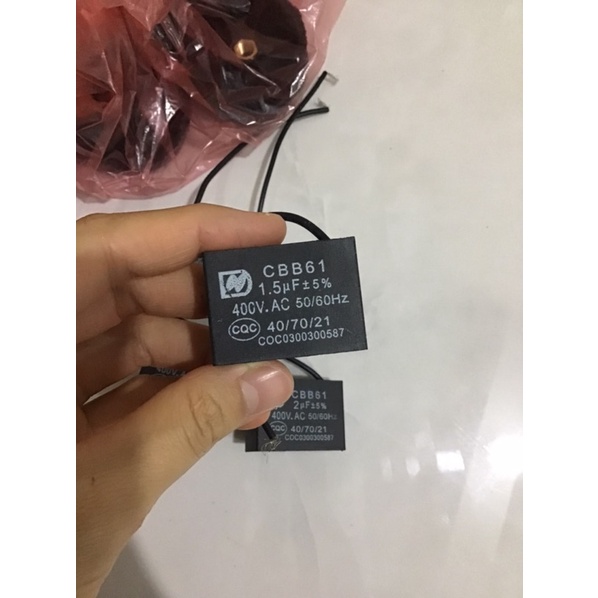 CBB61
1.5μF±5%
400V.AC 50/60Hz
CQC 40/70/21
COC0300300587
CBB61
2μF±5%
400V.AC 50/60Hz
CQC 40/70/21
COC0300300587